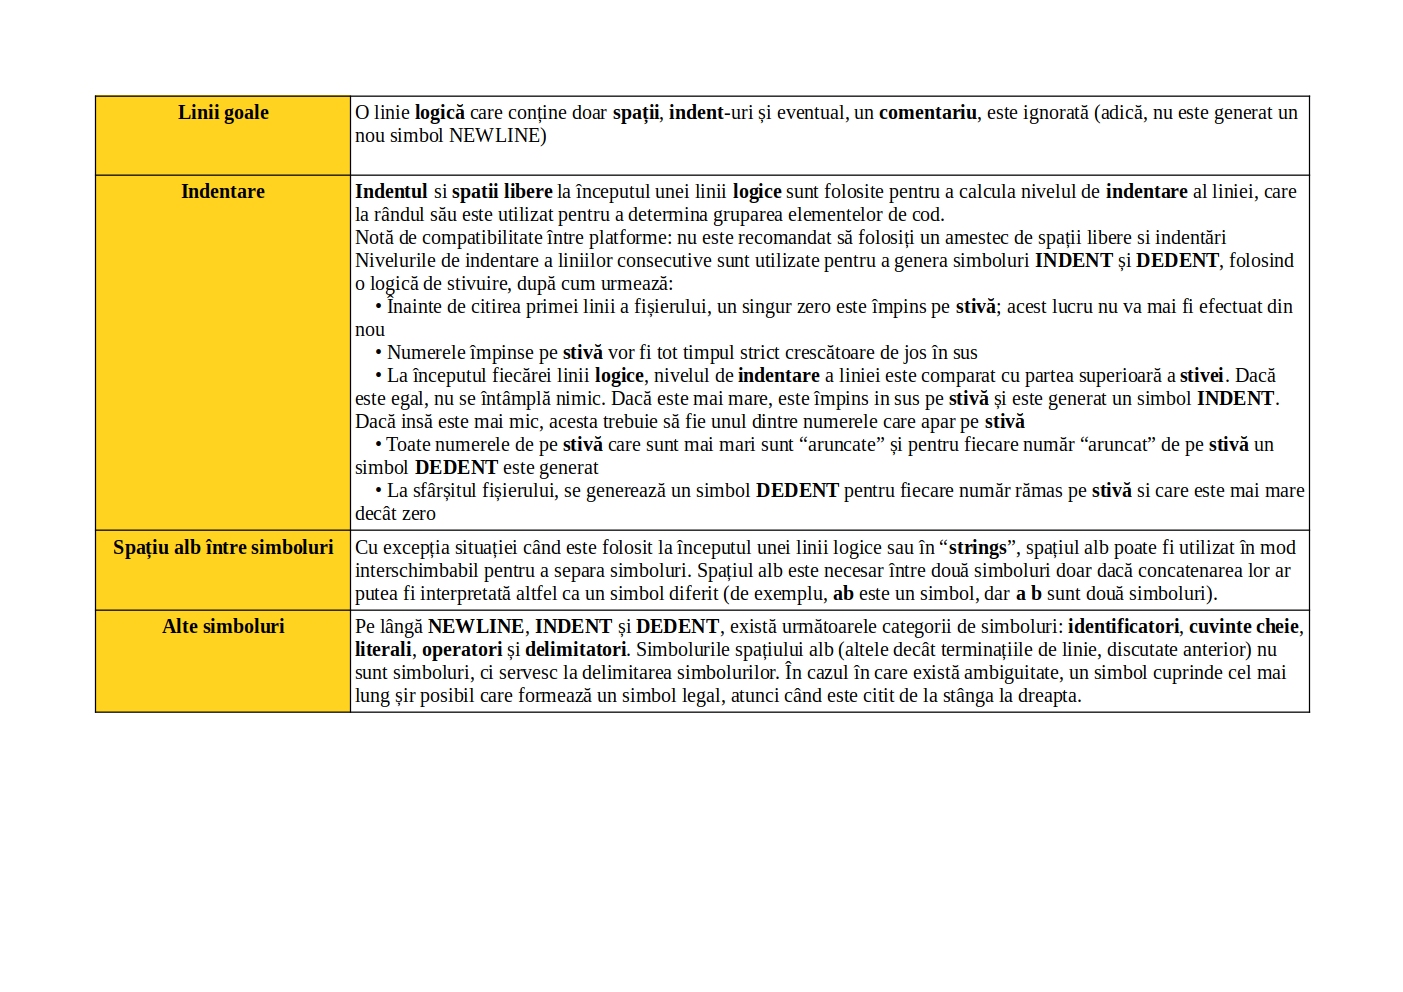 Linii goale
O linie logică care conține doar spații, indent-uri și eventual, un comentariu, este ignorată (adică, nu este generat un
nou simbol NEWLINE)
Indentare
Indentul si spatii libere la începutul unei linii logice sunt folosite pentru a calcula nivelul de indentare al liniei, care
la rândul său este utilizat pentru a determina gruparea elementelor de cod.
Notă de compatibilitate între platforme: nu este recomandat să folosiți un amestec de spații libere si indentări
Nivelurile de indentare a liniilor consecutive sunt utilizate pentru a genera simboluri INDENT și DEDENT, folosind
o logică de stivuire, după cum urmează:
• Înainte de citirea primei linii a fișierului, un singur zero este împins pe stivă; acest lucru nu va mai fi efectuat din
nou
• Numerele împinse pe stivă vor fi tot timpul strict crescătoare de jos în sus
• La începutul fiecărei linii logice, nivelul de indentare a liniei este comparat cu partea superioară a stivei. Dacă
este egal, nu se întâmplă nimic. Dacă este mai mare, este împins in sus pe stivă și este generat un simbol INDENT.
Dacă insă este mai mic, acesta trebuie să fie unul dintre numerele care apar pe stivă
• Toate numerele de pe stivă care sunt mai mari sunt “aruncate” și pentru fiecare număr “aruncat” de pe stivă un
simbol DEDENT este generat
• La sfârșitul fișierului, se generează un simbol DEDENT pentru fiecare număr rămas pe stivă si care este mai mare
decât zero
Spațiu alb între simboluri
Cu excepția situației când este folosit la începutul unei linii logice sau în “strings”, spațiul alb poate fi utilizat în mod
interschimbabil pentru a separa simboluri. Spațiul alb este necesar între două simboluri doar dacă concatenarea lor ar
putea fi interpretată altfel ca un simbol diferit (de exemplu, ab este un simbol, dar a b sunt două simboluri).
Alte simboluri
Pe lângă NEWLINE, INDENT și DEDENT, există următoarele categorii de simboluri: identificatori, cuvinte cheie,
literali, operatori și delimitatori. Simbolurile spațiului alb (altele decât terminațiile de linie, discutate anterior) nu
sunt simboluri, ci servesc la delimitarea simbolurilor. În cazul în care există ambiguitate, un simbol cuprinde cel mai
lung șir posibil care formează un simbol legal, atunci când este citit de la stânga la dreapta.